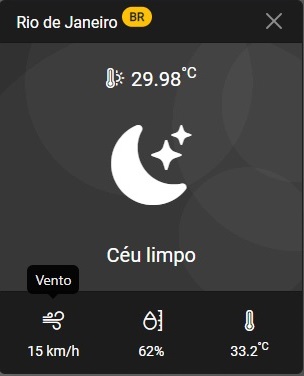 Rio de Janeiro BR
29.98°C
Céu limpo
Vento
15 km/h 62% 33.2°C